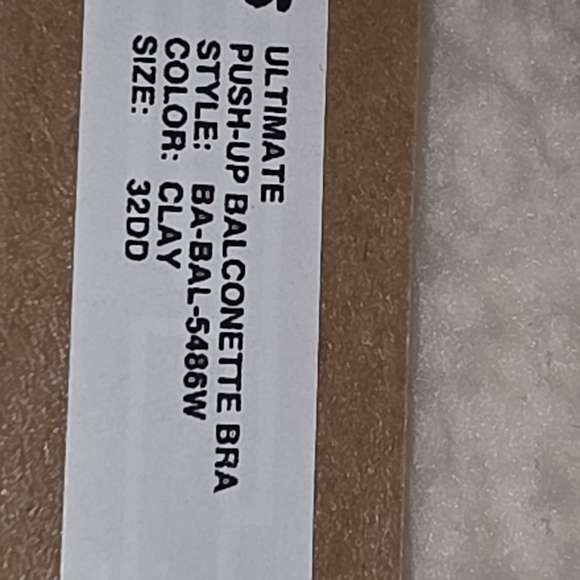 ULTIMATE
PUSH-UP BALCONETTE BRA
STYLE: BA-BAL-5486W
COLOR: CLAY
SIZE: 32DD